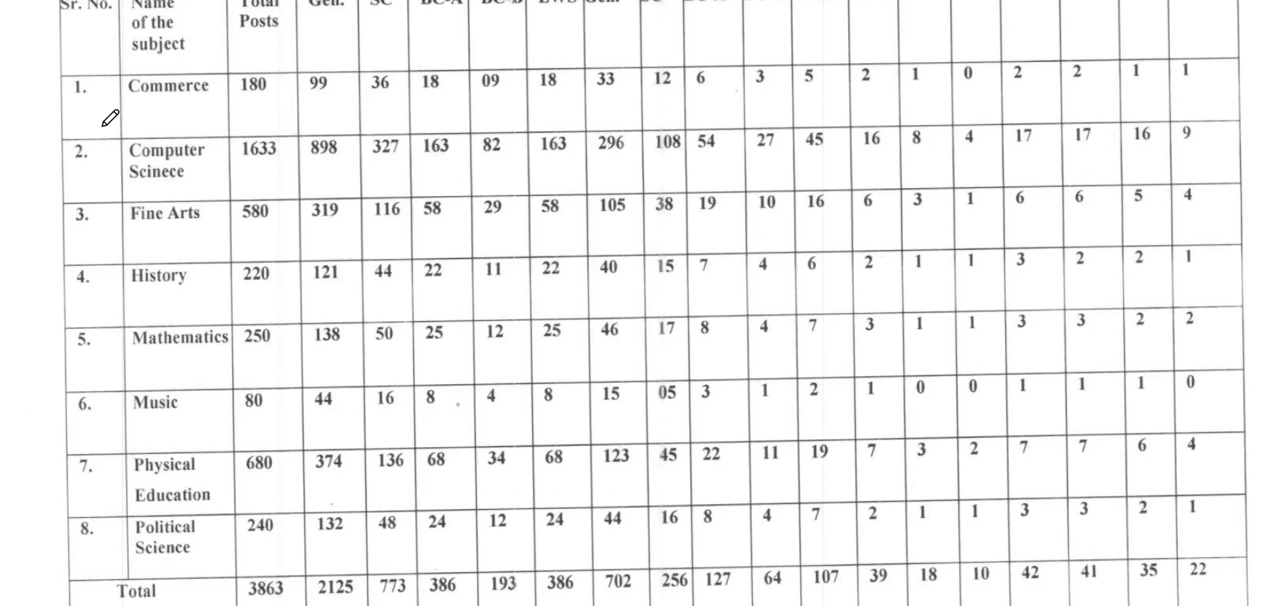 Sr. No. Name Total Gen. SC BC-A BC-B EWS Gen.
of the Posts
subject
1. Commerce 180 99 36 18 09 18 33 12 6 3 5 2 1 0 2 2 1 1
2. Computer 1633 898 327 163 82 163 296 108 54 27 45 16 8 4 17 17 16 9
Scinece
3. Fine Arts 580 319 116 58 29 58 105 38 19 10 16 6 3 1 6 6 5 4
4. History 220 121 44 22 11 22 40 15 7 4 6 2 1 1 3 2 2 1
5. Mathematics 250 138 50 25 12 25 46 17 8 4 7 3 1 1 3 3 2 2
6. Music 80 44 16 8 4 8 15 05 3 1 2 1 0 0 1 1 1 0
7. Physical 680 374 136 68 34 68 123 45 22 11 19 7 3 2 7 7 6 4
Education
8. Political 240 132 48 24 12 24 44 16 8 4 7 2 1 1 3 3 2 1
Science
Total 3863 2125 773 386 193 386 702 256 127 64 107 39 18 10 42 41 35 22